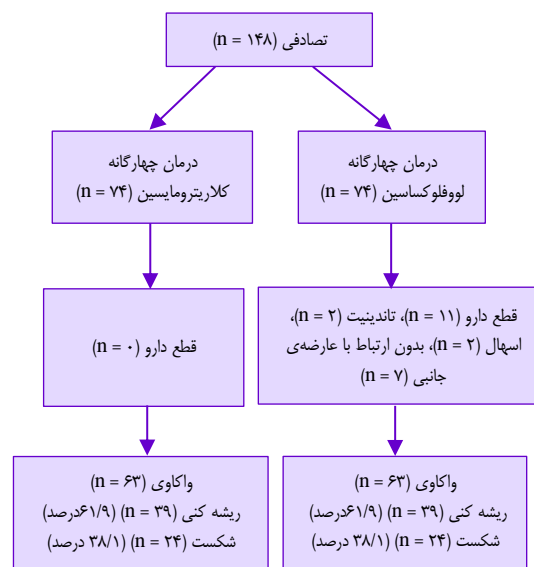 تصادفی (n = ۱۴۸)
درمان چهارگانه
لووفلوکساسین (n = ۷۴)
درمان چهارگانه
کلاریترومایسین (n = ۷۴)
قطع دارو (n = ۱۱)، تاندینیت (n = ۲)،
اسهال (n = ۲)، بدون ارتباط با عارضه‌ی
جانبی (n = ۷)
قطع دارو (n = ۰)
واکاوی (n = ۶۳)
ریشه کنی (n = ۳۹) (۶۱/۹درصد)
شکست (n = ۲۴) (۳۸/۱ درصد)
واکاوی (n = ۶۳)
ریشه کنی (n = ۳۹) (۶۱/۹درصد)
شکست (n = ۲۴) (۳۸/۱ درصد)